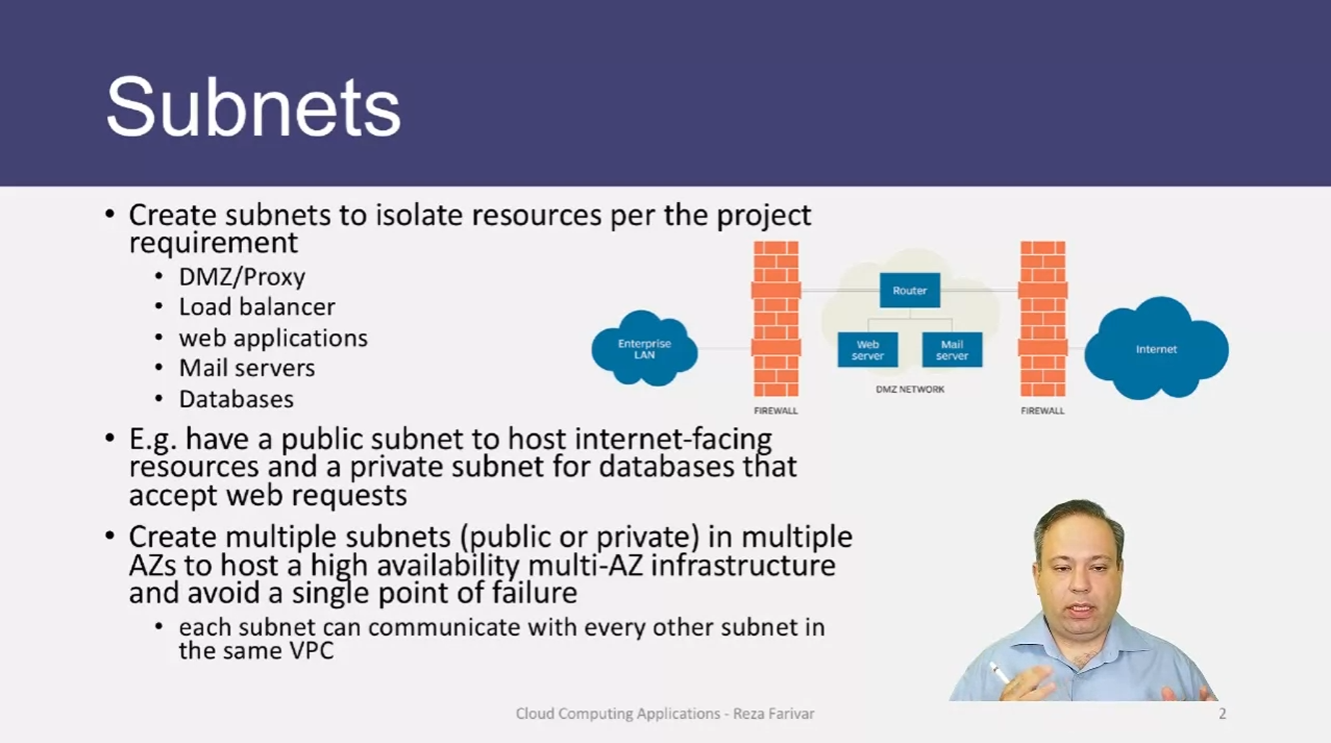 Subnets
• Create subnets to isolate resources per the project
requirement
• DMZ/Proxy
• Load balancer
• web applications
• Mail servers
• Databases
• E.g. have a public subnet to host internet-facing
resources and a private subnet for databases that
accept web requests
• Create multiple subnets (public or private) in multiple
AZs to host a high availability multi-AZ infrastructure
and avoid a single point of failure
• each subnet can communicate with every other subnet in
the same VPC
Enterprise
LAN
FIREWALL
Router
Web
server
Mail
server
DMZ NETWORK
FIREWALL
Internet
Cloud Computing Applications - Reza Farivar
2